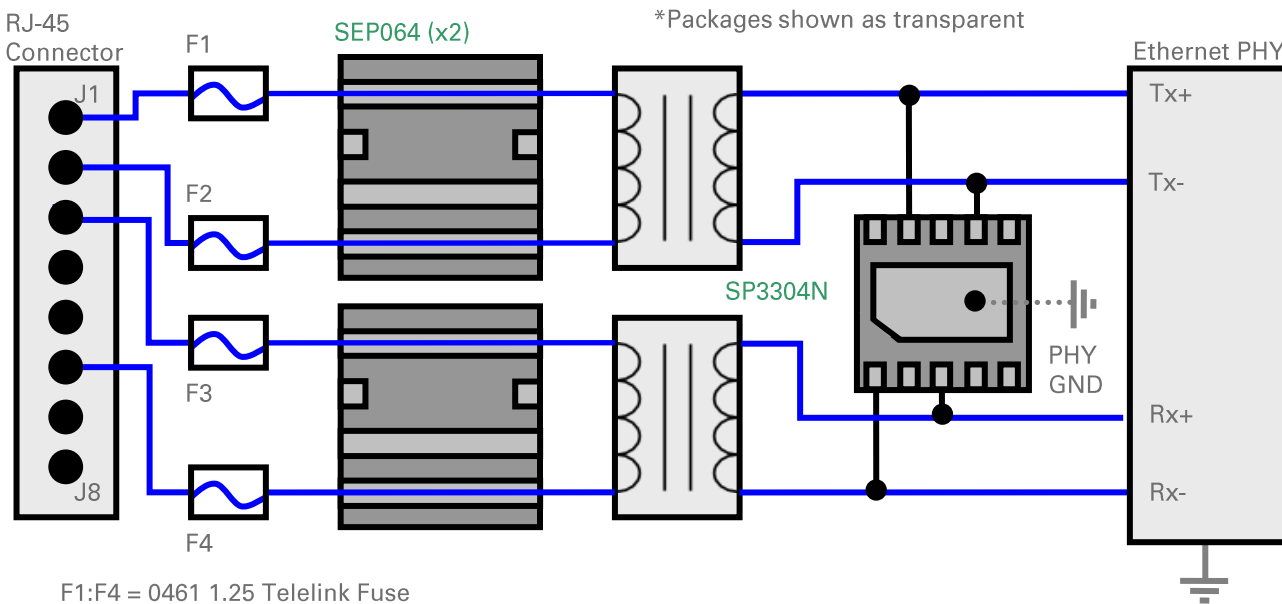 RJ-45
Connector
F1
SEP064 (x2)
*Packages shown as transparent
Ethernet PHY
J1
Tx+
F2
Tx-
SP3304N
F3
PHY
GND
Rx+
J8
Rx-
F4
F1:F4 = 0461 1.25 Telelink Fuse